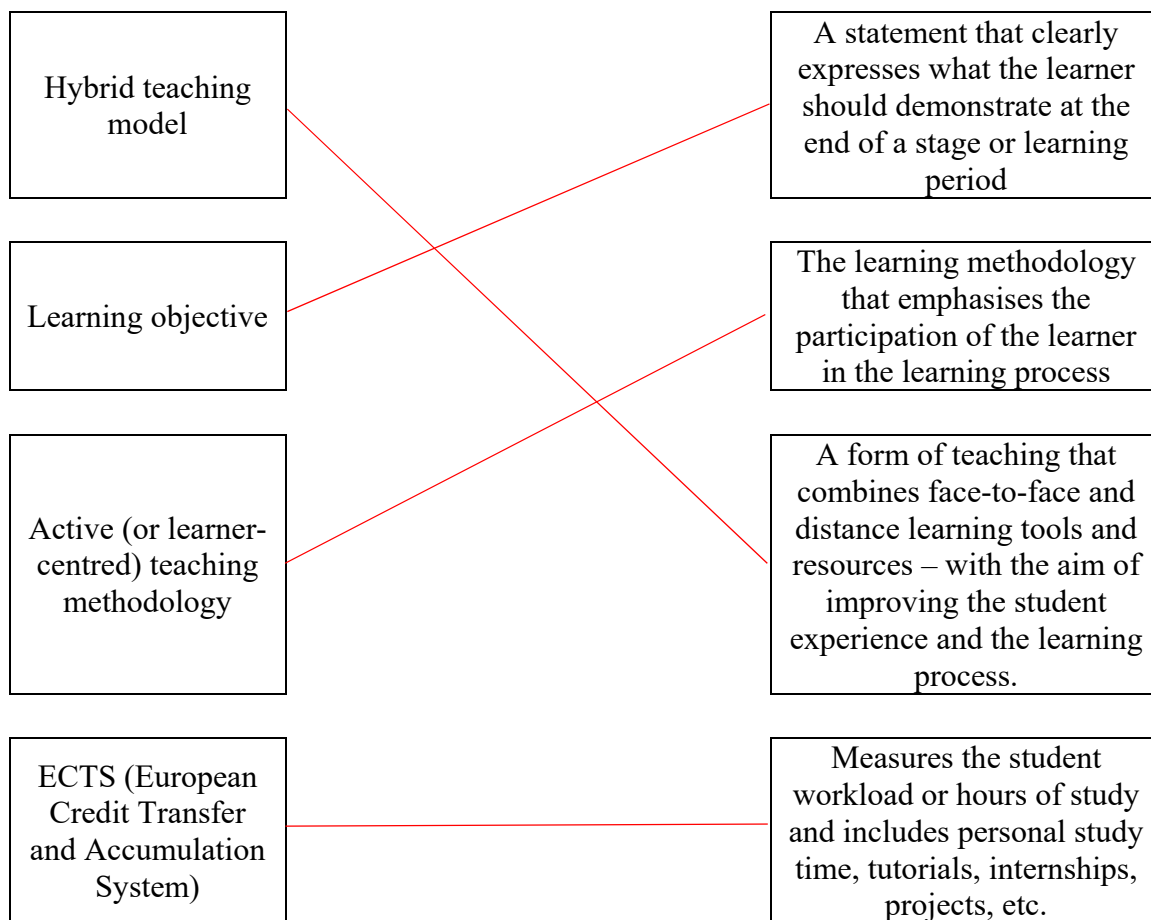 Hybrid teaching
model
A statement that clearly
expresses what the learner
should demonstrate at the
end of a stage or learning
period
Learning objective
The learning methodology
that emphasises the
participation of the learner
in the learning process
Active (or learner-
centred) teaching
methodology
A form of teaching that
combines face-to-face and
distance learning tools and
resources – with the aim of
improving the student
experience and the learning
process.
ECTS (European
Credit Transfer
and Accumulation
System)
Measures the student
workload or hours of study
and includes personal study
time, tutorials, internships,
projects, etc.